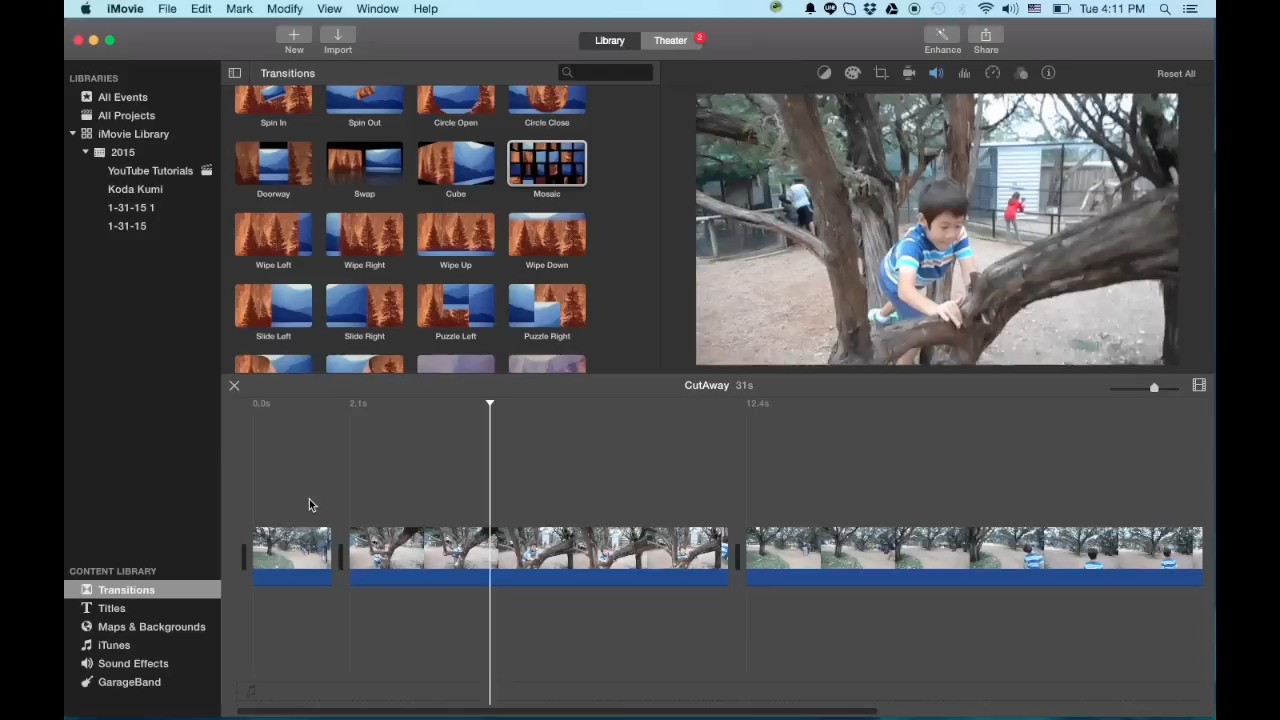 iMovie File Edit Mark Modify View Window Help Tue 4:11 PM
New Import Library Theater 2 Enhance Share
LIBRARIES
All Events
All Projects
iMovie Library
2015
YouTube Tutorials
Koda Kumi
1-31-15 1
1-31-15
Transitions
Reset All
Spin In Spin Out Circle Open Circle Close
Doorway Swap Cube Mosaic
Wipe Left Wipe Right Wipe Up Wipe Down
Slide Left Slide Right Puzzle Left Puzzle Right
CutAway 31s
0.0s 2.1s 12.4s
CONTENT LIBRARY
Transitions
T Titles
Maps & Backgrounds
iTunes
Sound Effects
GarageBand